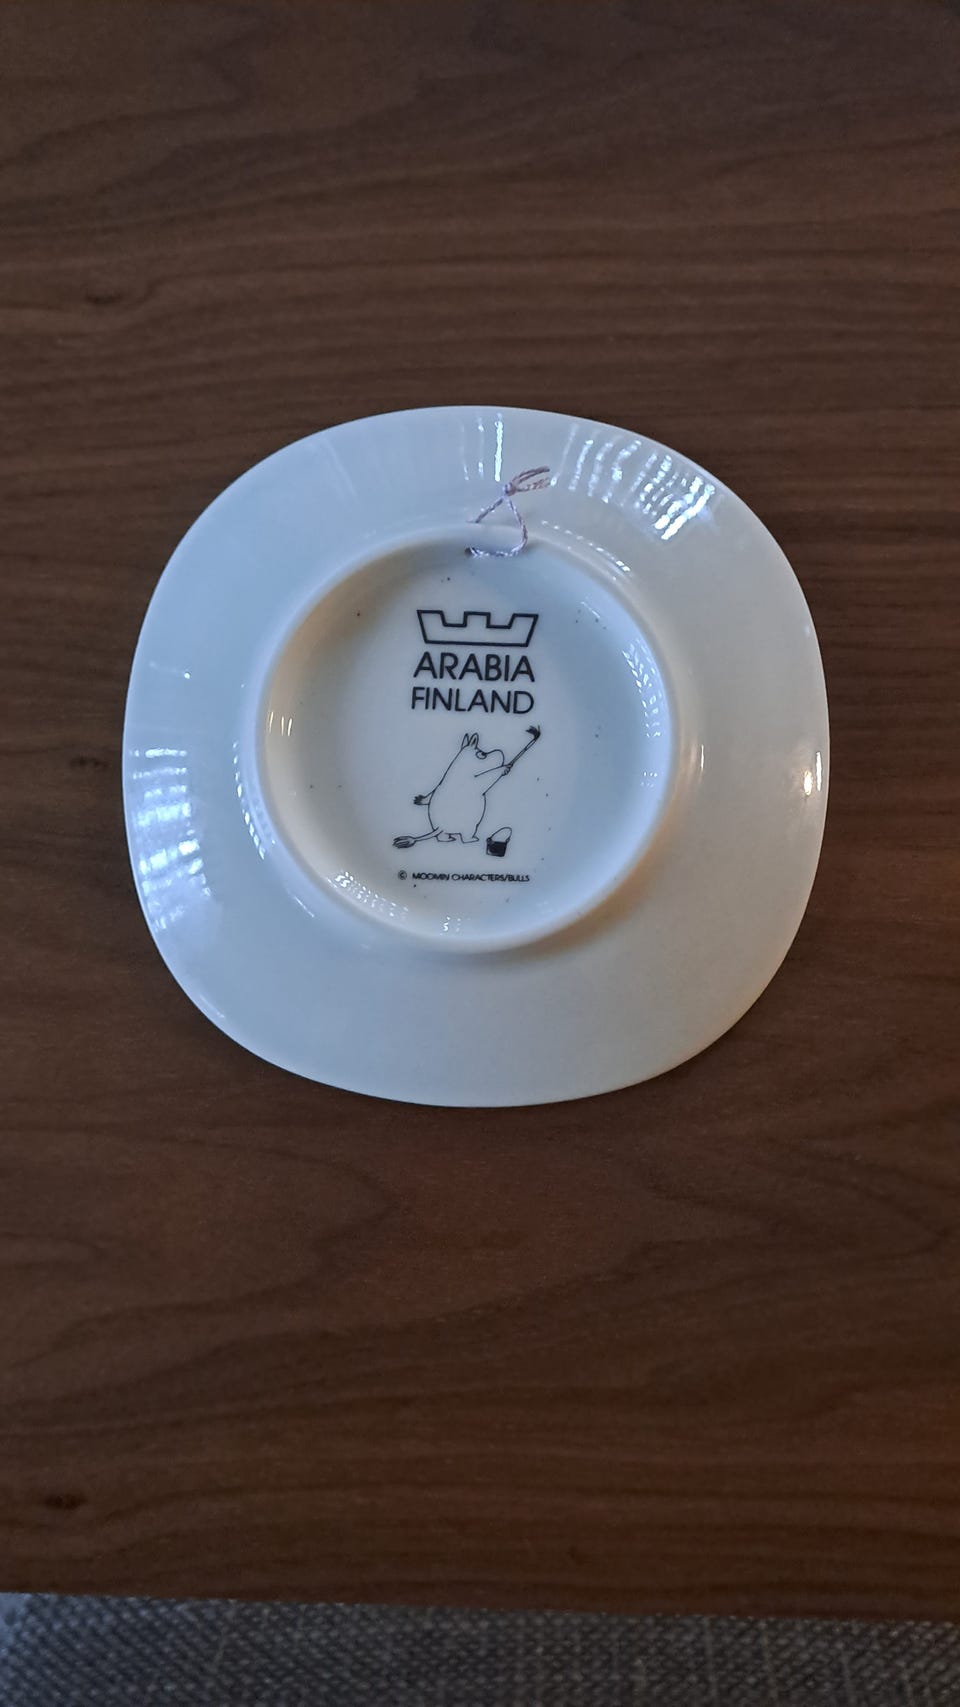 ARABIA
FINLAND
© MOOMIN CHARACTERS/BULLS